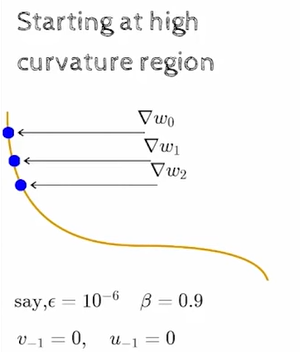 Starting at high
curvature region
∇w₀
∇w₁
∇w₂
say,ϵ = 10⁻⁶ β = 0.9
v₋₁ = 0, u₋₁ = 0